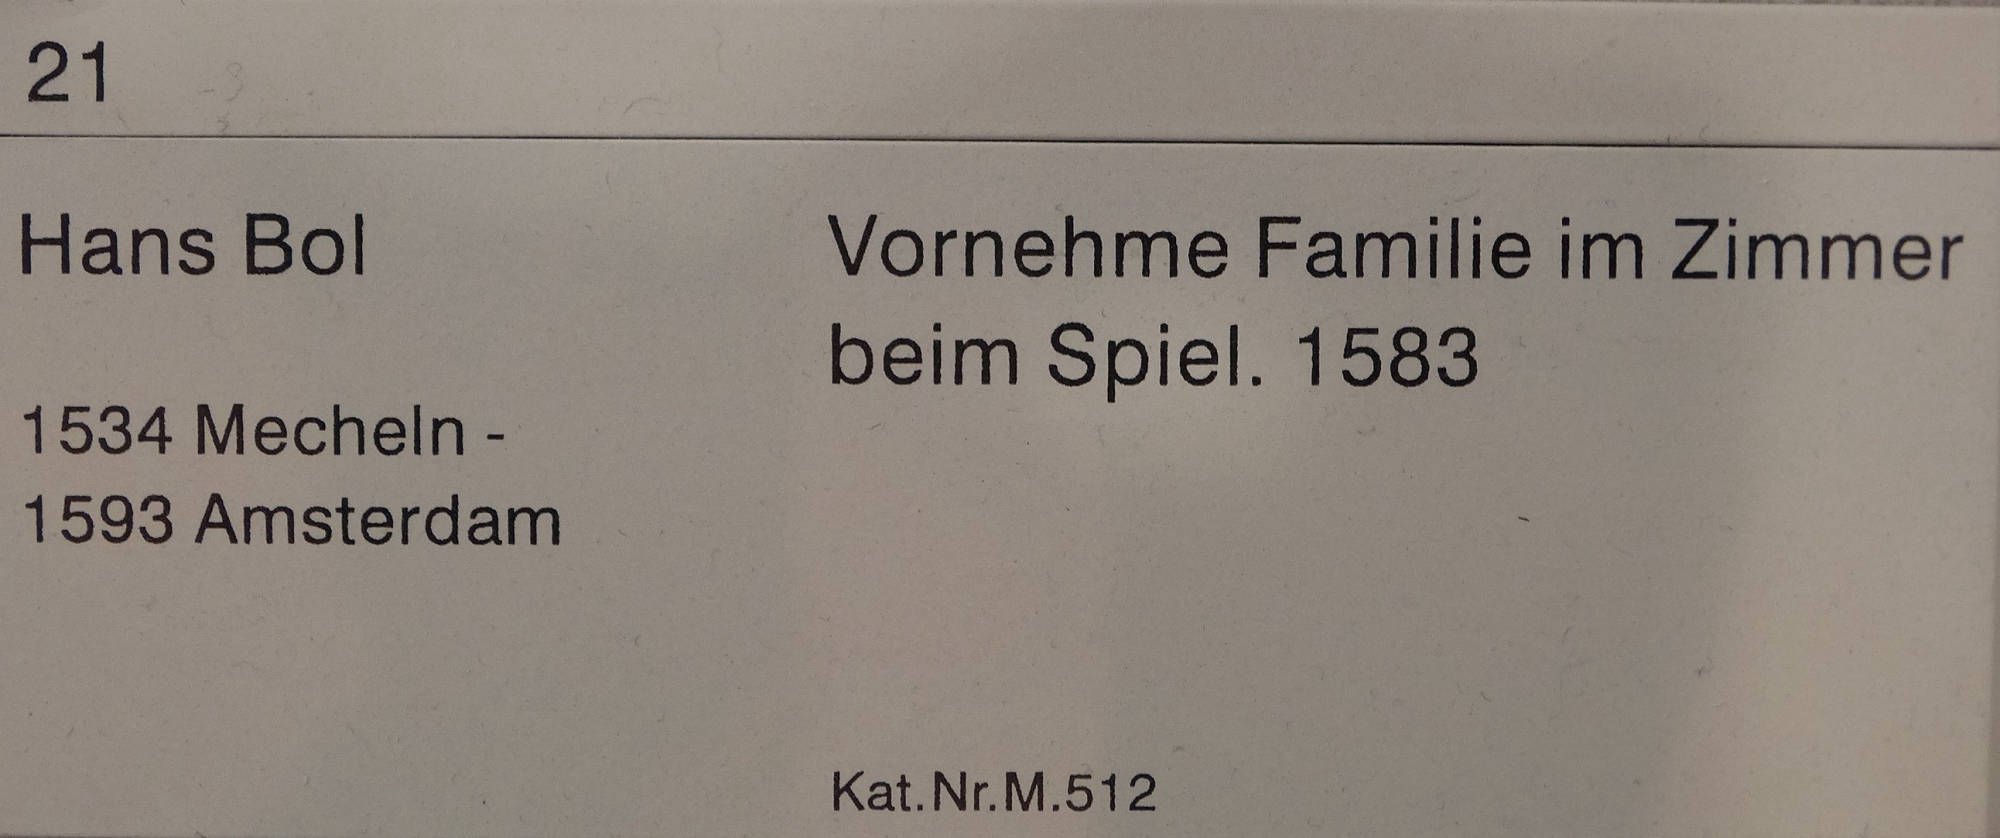 21
Hans Bol
1534 Mecheln -
1593 Amsterdam
Vornehme Familie im Zimmer
beim Spiel. 1583
Kat.Nr.M.512